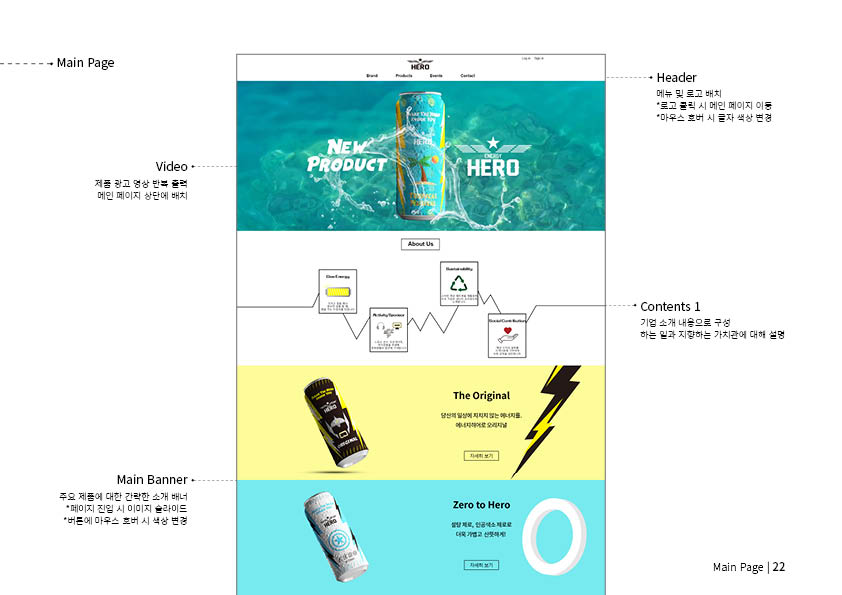 Main Page
HERO
Log in
Sign in
Brand
Products
Events
Contact
Header
메뉴 및 로고 배치
*로고 클릭 시 메인 페이지 이동
*마우스 호버 시 글자 색상 변경
Video
제품 광고 영상 반복 출력
메인 페이지 상단에 배치
NEW
PRODUCT
HERO
ENERGY
HERO
About Us
Give Energy
Activity Sponsor
Sustainability
Social Contribution
Contents 1
기업 소개 내용으로 구성
하는 일과 지향하는 가치관에 대해 설명
HERO
ORIGINAL
The Original
당신의 일상에 지치지 않는 에너지를.
에너지히어로 오리지널
자세히 보기
Main Banner
주요 제품에 대한 간략한 소개 배너
*페이지 진입 시 이미지 슬라이드
*버튼에 마우스 호버 시 색상 변경
HERO
Zero to Hero
설탕 제로, 인공색소 제로로
더욱 가볍고 산뜻하게!
자세히 보기
Main Page | 22